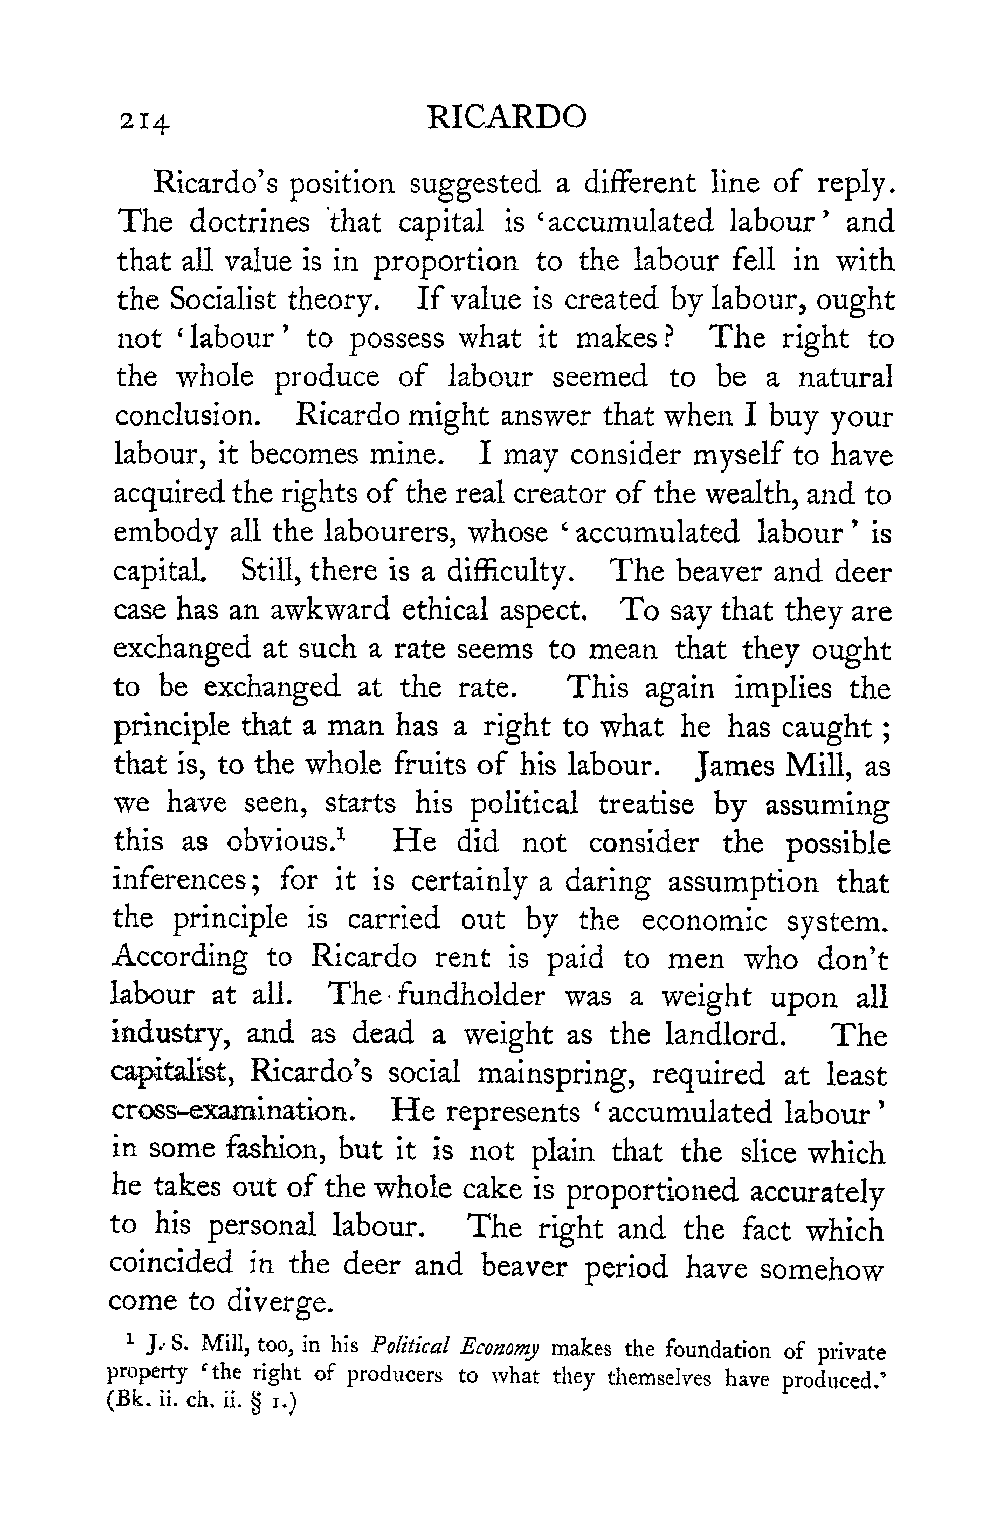 214 RICARDO
Ricardo's position suggested a different line of reply.
The doctrines that capital is ‘accumulated labour’ and
that all value is in proportion to the labour fell in with
the Socialist theory. If value is created by labour, ought
not ‘labour’ to possess what it makes? The right to
the whole produce of labour seemed to be a natural
conclusion. Ricardo might answer that when I buy your
labour, it becomes mine. I may consider myself to have
acquired the rights of the real creator of the wealth, and to
embody all the labourers, whose ‘accumulated labour’ is
capital. Still, there is a difficulty. The beaver and deer
case has an awkward ethical aspect. To say that they are
exchanged at such a rate seems to mean that they ought
to be exchanged at the rate. This again implies the
principle that a man has a right to what he has caught;
that is, to the whole fruits of his labour. James Mill, as
we have seen, starts his political treatise by assuming
this as obvious.¹ He did not consider the possible
inferences; for it is certainly a daring assumption that
the principle is carried out by the economic system.
According to Ricardo rent is paid to men who don't
labour at all. The fundholder was a weight upon all
industry, and as dead a weight as the landlord. The
capitalist, Ricardo's social mainspring, required at least
cross-examination. He represents ‘accumulated labour’
in some fashion, but it is not plain that the slice which
he takes out of the whole cake is proportioned accurately
to his personal labour. The right and the fact which
coincided in the deer and beaver period have somehow
come to diverge.
¹ J. S. Mill, too, in his Political Economy makes the foundation of private
property ‘the right of producers to what they themselves have produced.’
(Bk. ii. ch. ii. § 1.)